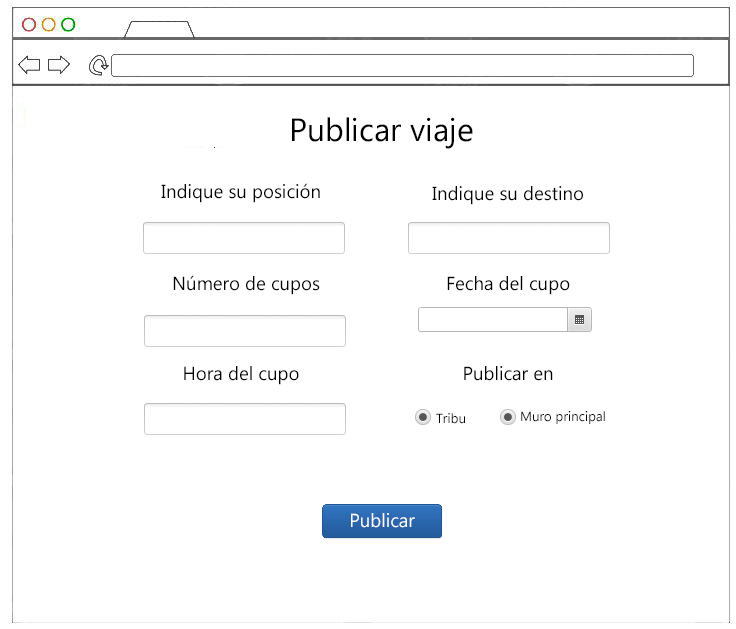 Publicar viaje
Indique su posición
Indique su destino
Número de cupos
Fecha del cupo
Hora del cupo
Publicar en
Tribu
Muro principal
Publicar